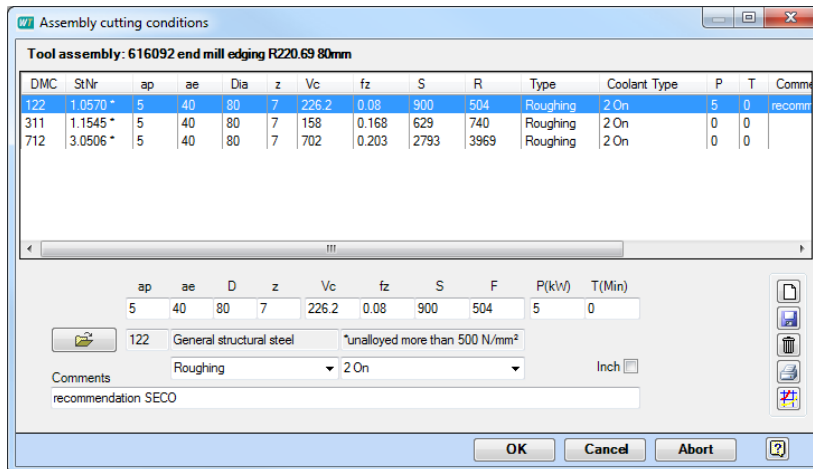 WT Assembly cutting conditions
Tool assembly: 616092 end mill edging R220.69 80mm
DMC StNr ap ae Dia z Vc fz S R Type Coolant Type P T Comme
122 1.0570 * 5 40 80 7 226.2 0.08 900 504 Roughing 2 On 5 0 recomm
311 1.1545 * 5 40 80 7 158 0.168 629 740 Roughing 2 On 0 0
712 3.0506 * 5 40 80 7 702 0.203 2793 3969 Roughing 2 On 0 0
ap ae D z Vc fz S F P(kW) T(Min)
5 40 80 7 226.2 0.08 900 504 5 0
122 General structural steel *unalloyed more than 500 N/mm²
Roughing 2 On Inch
Comments
recommendation SECO
OK Cancel Abort